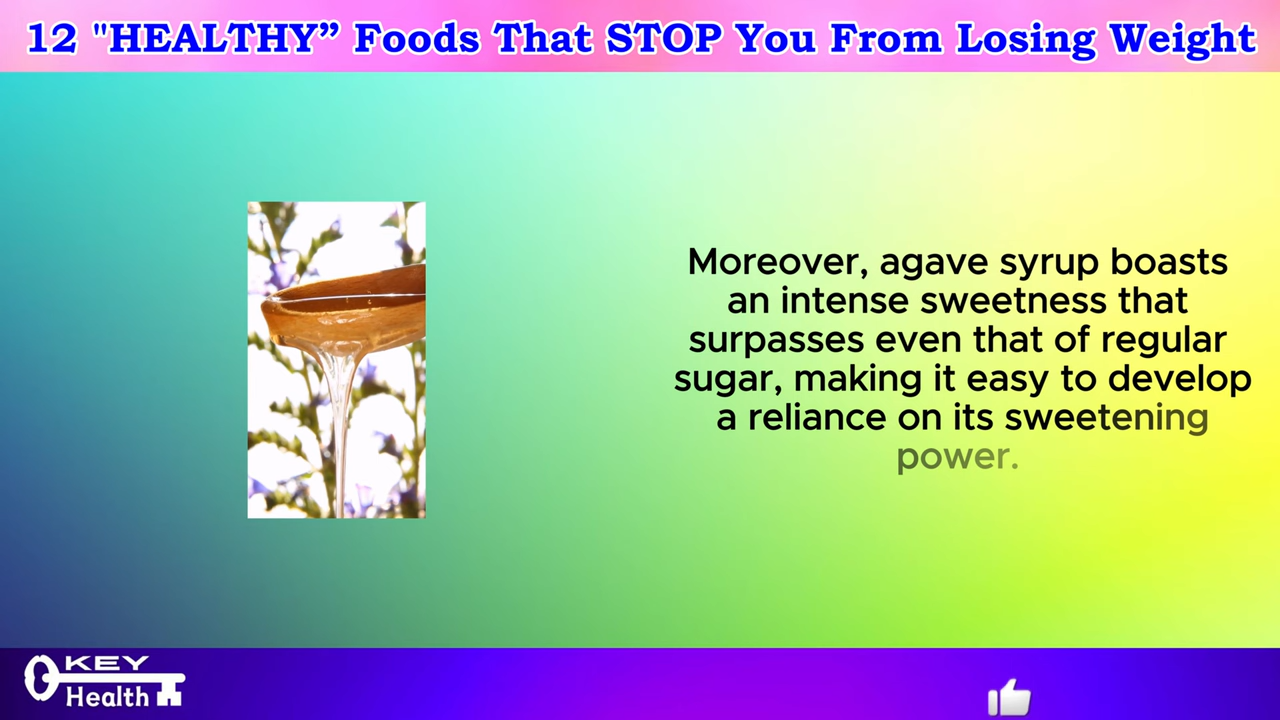 12 "HEALTHY” Foods That STOP You From Losing Weight
Moreover, agave syrup boasts
an intense sweetness that
surpasses even that of regular
sugar, making it easy to develop
a reliance on its sweetening
power.
KEY
Health